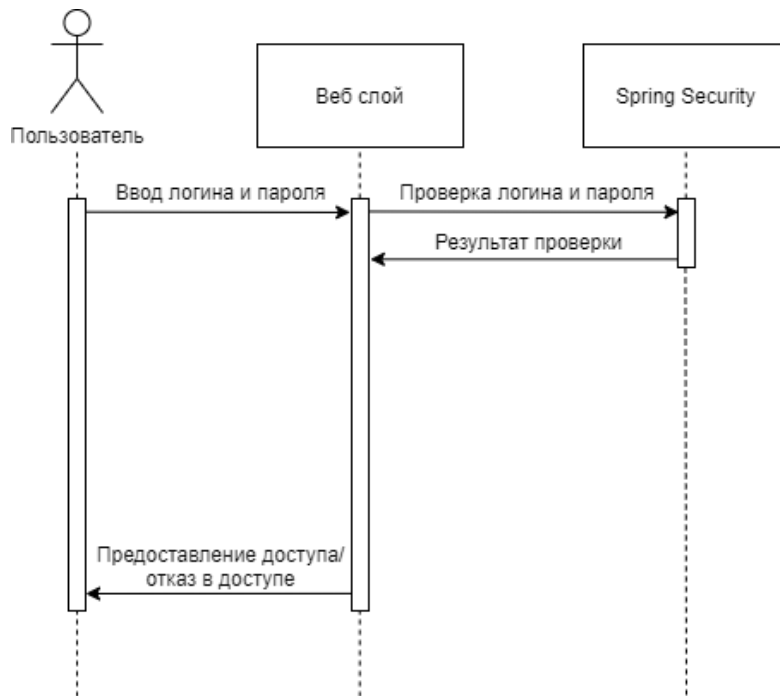 Пользователь
Веб слой
Spring Security
Ввод логина и пароля
Проверка логина и пароля
Результат проверки
Предоставление доступа/
отказ в доступе